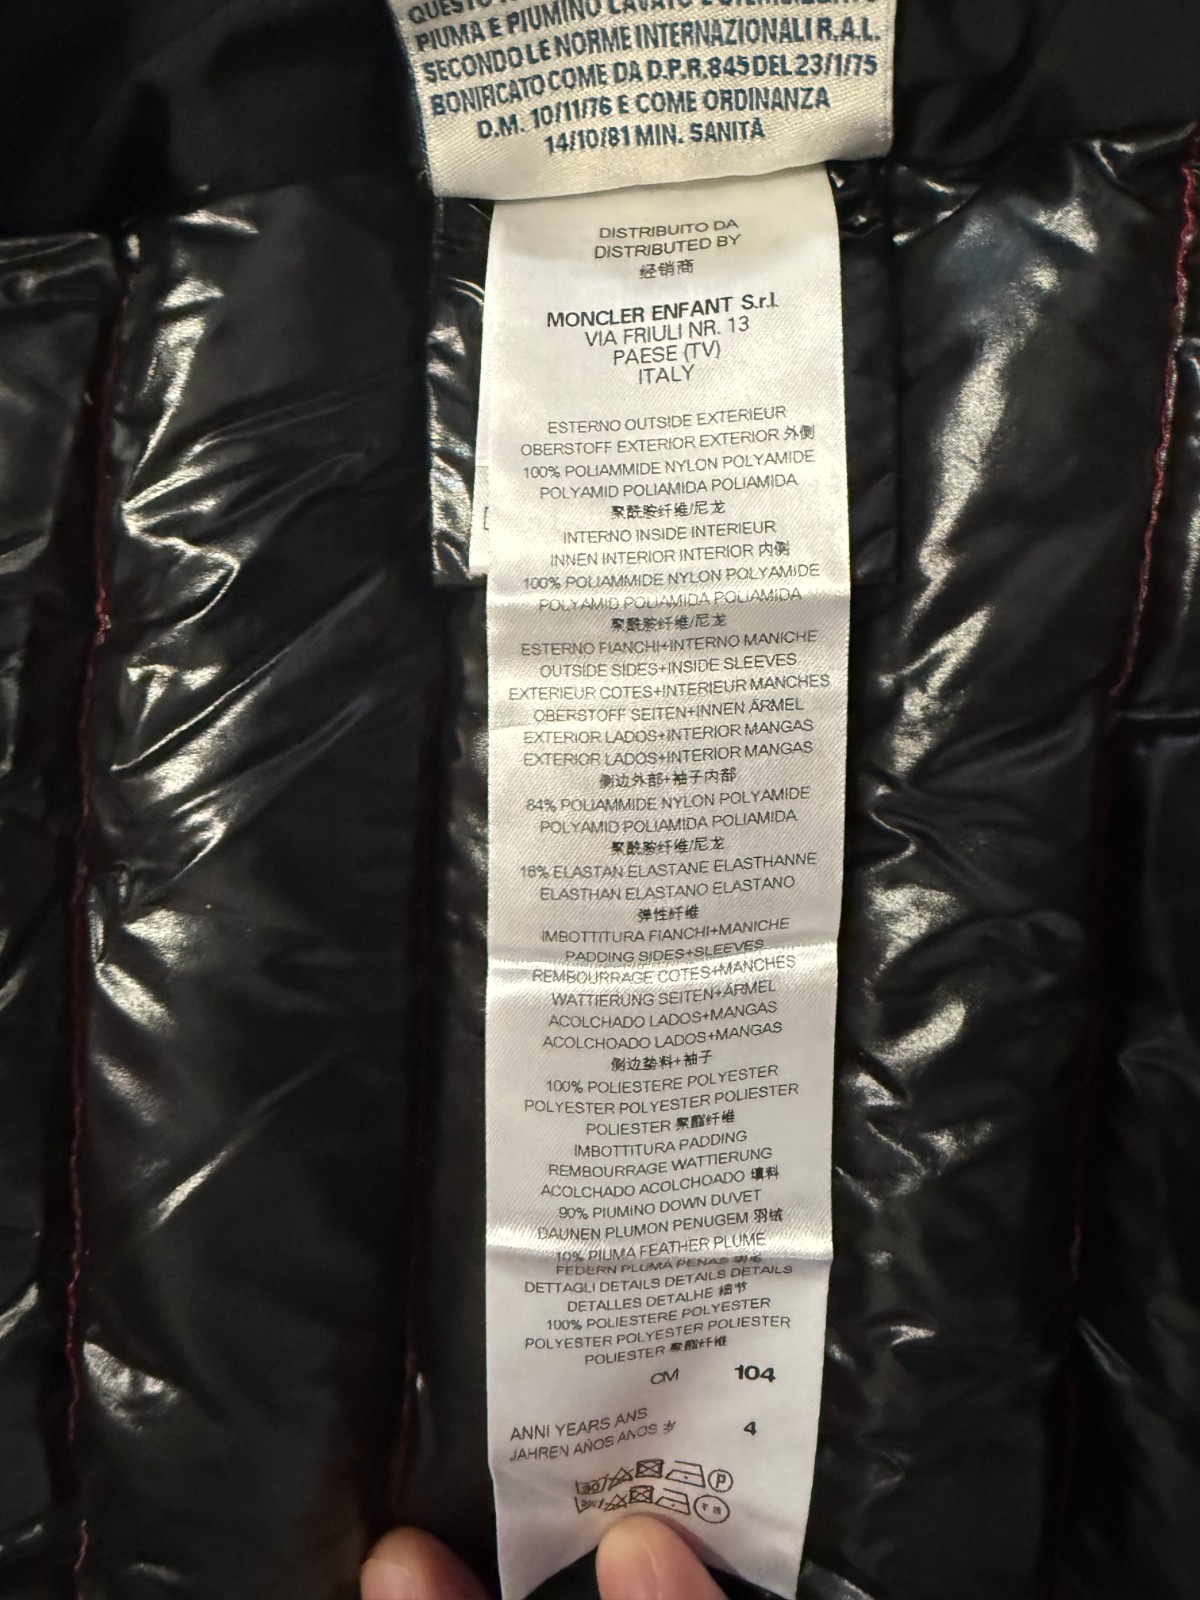 PIUMA E PIUMINO LAVATO E
SECONDO LE NORME INTERNAZIONALI R.A.L.
BONIFICATO COME DA D.P.R. 845 DEL 23/1/75
D.M. 10/11/76 E COME ORDINANZA
14/10/81 MIN. SANITÀ
DISTRIBUITO DA
DISTRIBUTED BY
经销商
MONCLER ENFANT S.r.l.
VIA FRIULI NR. 13
PAESE (TV)
ITALY
ESTERNO OUTSIDE EXTERIEUR
OBERSTOFF EXTERIOR EXTERIOR 外侧
100% POLIAMMIDE NYLON POLYAMIDE
POLYAMID POLIAMIDA POLIAMIDA
聚酰胺纤维/尼龙
INTERNO INSIDE INTERIEUR
INNEN INTERIOR INTERIOR 内侧
100% POLIAMMIDE NYLON POLYAMIDE
POLYAMID POLIAMIDA POLIAMIDA
聚酰胺纤维/尼龙
ESTERNO FIANCHI+INTERNO MANICHE
OUTSIDE SIDES+INSIDE SLEEVES
EXTERIEUR COTES+INTERIEUR MANCHES
OBERSTOFF SEITEN+INNEN ÄRMEL
EXTERIOR LADOS+INTERIOR MANGAS
EXTERIOR LADOS+INTERIOR MANGAS
侧边外部+袖子内部
84% POLIAMMIDE NYLON POLYAMIDE
POLYAMID POLIAMIDA POLIAMIDA
聚酰胺纤维/尼龙
16% ELASTAN ELASTANE ELASTHANNE
ELASTHAN ELASTANO ELASTANO
弹性纤维
IMBOTTITURA FIANCHI+MANICHE
PADDING SIDES+SLEEVES
REMBOURRAGE COTES+MANCHES
WATTIERUNG SEITEN+ÄRMEL
ACOLCHADO LADOS+MANGAS
ACOLCHOADO LADOS+MANGAS
侧边垫料+袖子
100% POLIESTERE POLYESTER
POLYESTER POLYESTER POLIESTER
POLIESTER 聚酯纤维
IMBOTTITURA PADDING
REMBOURRAGE WATTIERUNG
ACOLCHADO ACOLCHOADO 填料
90% PIUMINO DOWN DUVET
DAUNEN PLUMON PENUGEM 羽绒
10% PIUMA FEATHER PLUME
FEDERN PLUMA PENAS
DETTAGLI DETAILS DETAILS DETAILS
DETALLES DETALHE 细节
100% POLIESTERE POLYESTER
POLYESTER POLYESTER POLIESTER
POLIESTER 聚酯纤维
CM 104
ANNI YEARS ANS
JAHREN AÑOS ANOS 岁 4
P